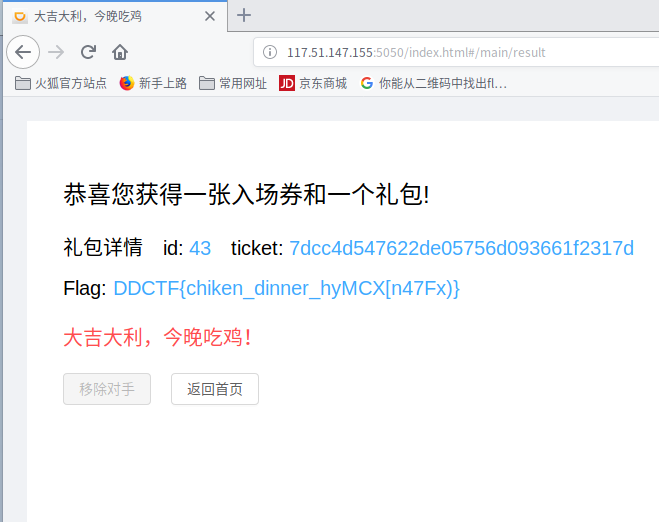 大吉大利，今晚吃鸡
117.51.147.155:5050/index.html#/main/result
火狐官方站点 新手上路 常用网址 JD 京东商城 G 你能从二维码中找出fl...
恭喜您获得一张入场券和一个礼包!
礼包详情 id: 43 ticket: 7dcc4d547622de05756d093661f2317d
Flag: DDCTF{chiken_dinner_hyMCX[n47Fx)}
大吉大利，今晚吃鸡！
移除对手 返回首页